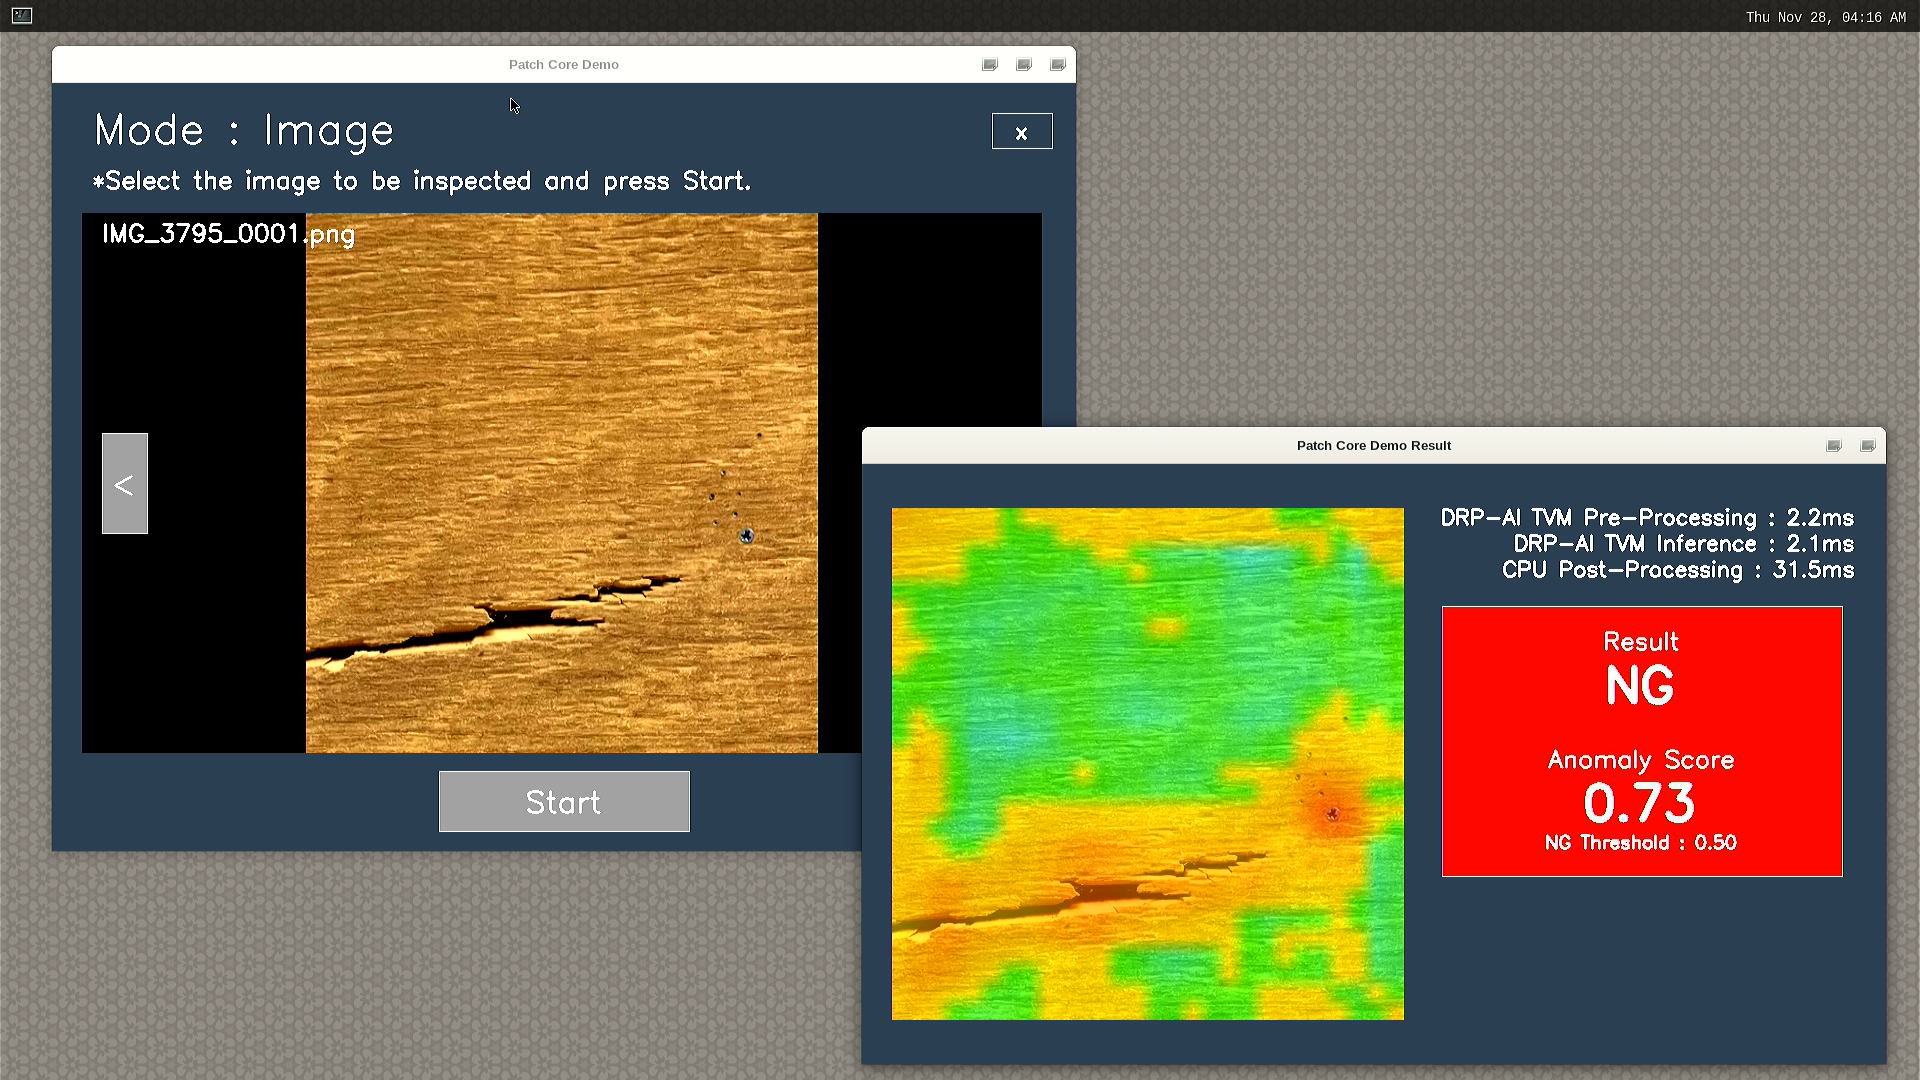 Thu Nov 28, 04:16 AM
Patch Core Demo
Mode : Image
x
*Select the image to be inspected and press Start.
IMG_3795_0001.png
<
Start
Patch Core Demo Result
DRP-AI TVM Pre-Processing : 2.2ms
DRP-AI TVM Inference : 2.1ms
CPU Post-Processing : 31.5ms
Result
NG
Anomaly Score
0.73
NG Threshold : 0.50